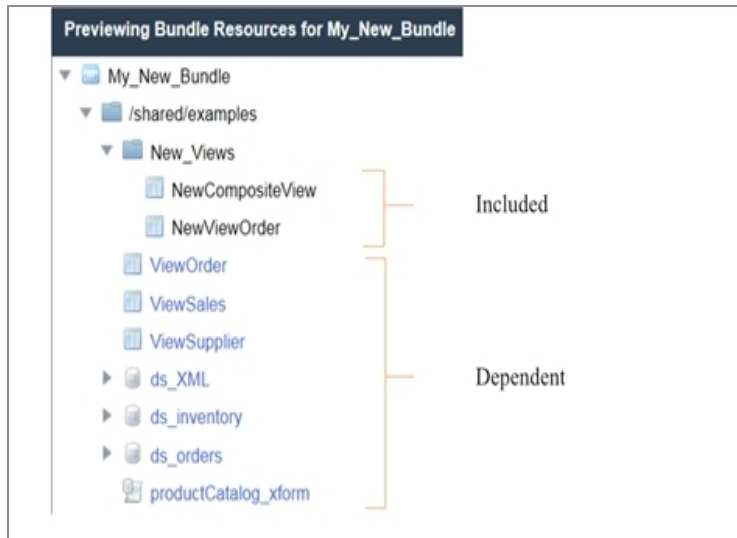 Previewing Bundle Resources for My_New_Bundle
My_New_Bundle
/shared/examples
New_Views
NewCompositeView
NewViewOrder
Included
ViewOrder
ViewSales
ViewSupplier
ds_XML
Dependent
ds_inventory
ds_orders
productCatalog_xform